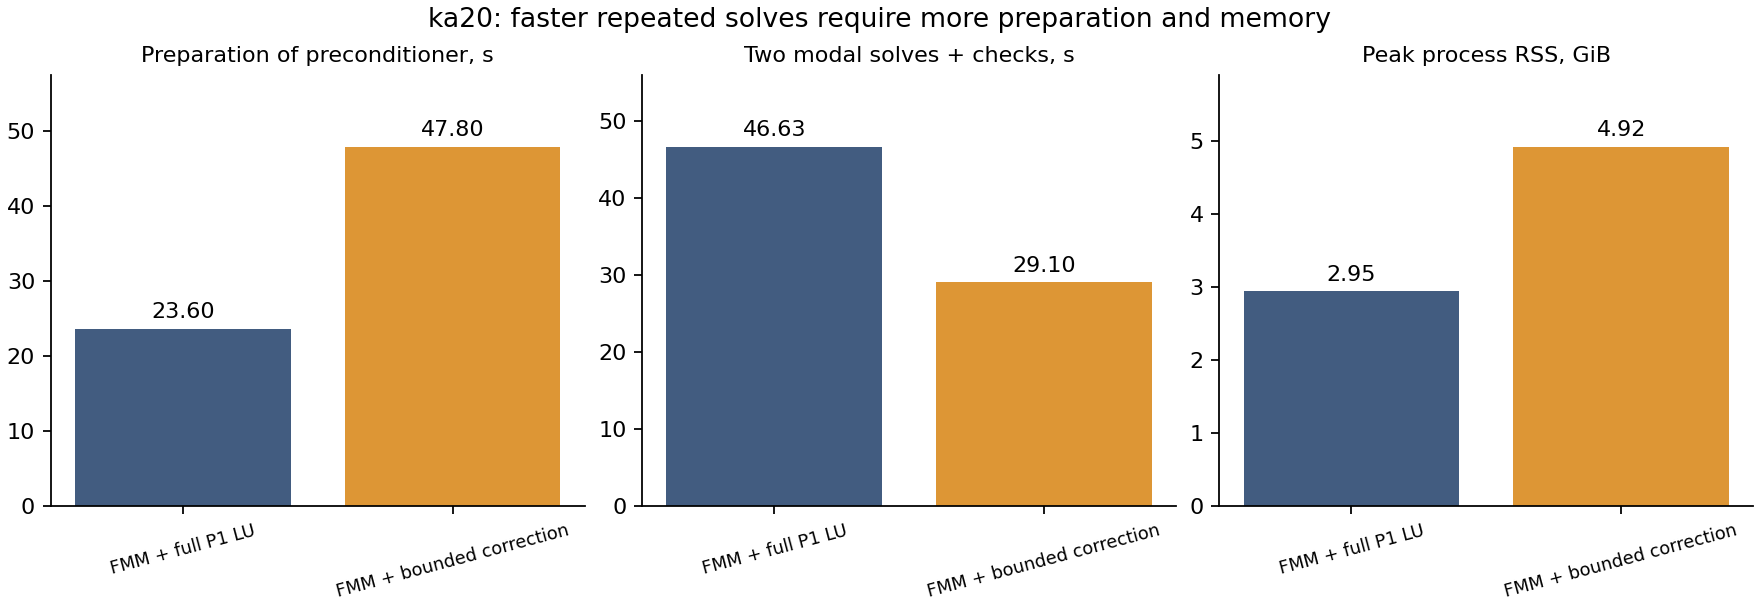 ka20: faster repeated solves require more preparation and memory
Preparation of preconditioner, s
50
40
30
20
10
0
23.60
47.80
FMM + full P1 LU
FMM + bounded correction
Two modal solves + checks, s
50
40
30
20
10
0
46.63
29.10
FMM + full P1 LU
FMM + bounded correction
Peak process RSS, GiB
5
4
3
2
1
0
2.95
4.92
FMM + full P1 LU
FMM + bounded correction